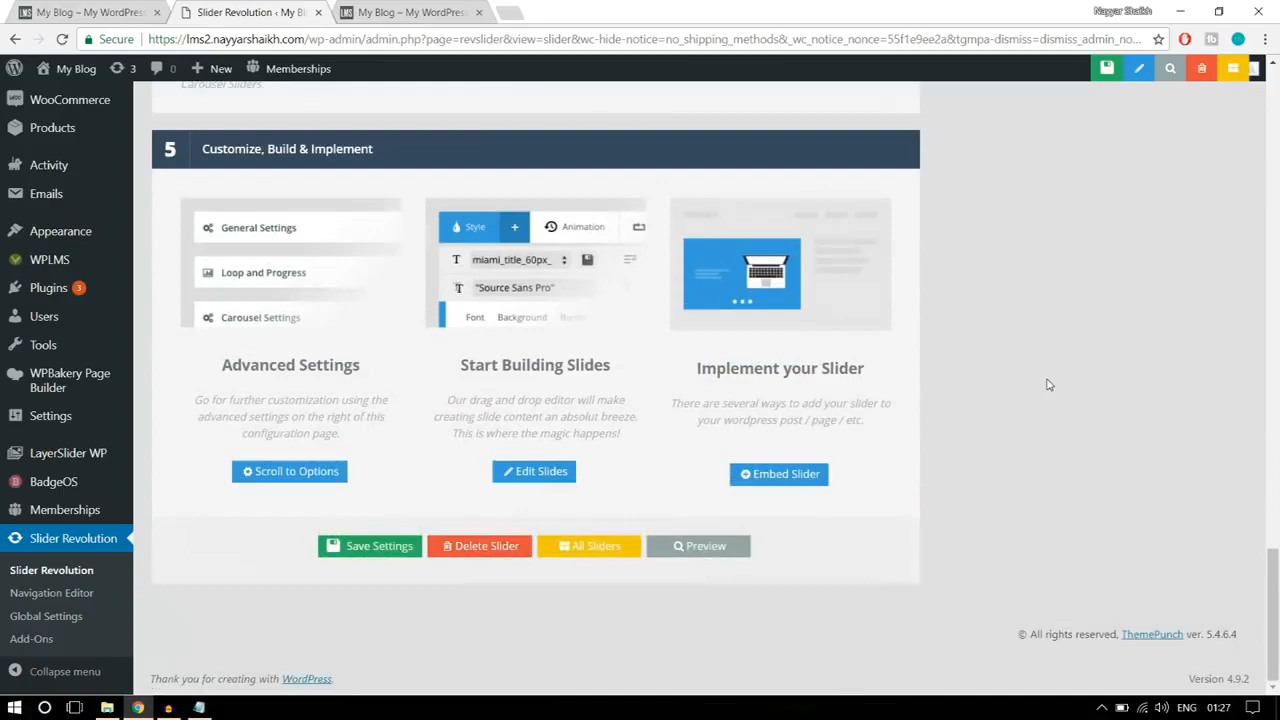 My Blog – My WordPress
Slider Revolution ‹ My Bl
My Blog – My WordPress
Nayyar Shaikh
Secure
https://lms2.nayyarshaikh.com/wp-admin/admin.php?page=revslider&view=slider&wc-hide-notice=no_shipping_methods&_wc_notice_nonce=55f1e9ee2a&tgmpa-dismiss=dismiss_admin_no...
My Blog
3
0
New
Memberships
WooCommerce
Products
Activity
Emails
Appearance
WPLMS
Plugins 3
Users
Tools
WPBakery Page
Builder
Settings
LayerSlider WP
BadgeOS
Memberships
Slider Revolution
Slider Revolution
Navigation Editor
Global Settings
Add-Ons
Collapse menu
Carousel Sliders.
5 Customize, Build & Implement
General Settings
Loop and Progress
Carousel Settings
Advanced Settings
Go for further customization using the
advanced settings on the right of this
configuration page.
Scroll to Options
Style + Animation
miami_title_60px_
"Source Sans Pro"
Font Background
Start Building Slides
Our drag and drop editor will make
creating slide content an absolut breeze.
This is where the magic happens!
Edit Slides
Implement your Slider
There are several ways to add your slider to
your wordpress post / page / etc.
Embed Slider
Save Settings
Delete Slider
All Sliders
Preview
© All rights reserved, ThemePunch ver. 5.4.6.4
Thank you for creating with WordPress.
Version 4.9.2
ENG
01:27